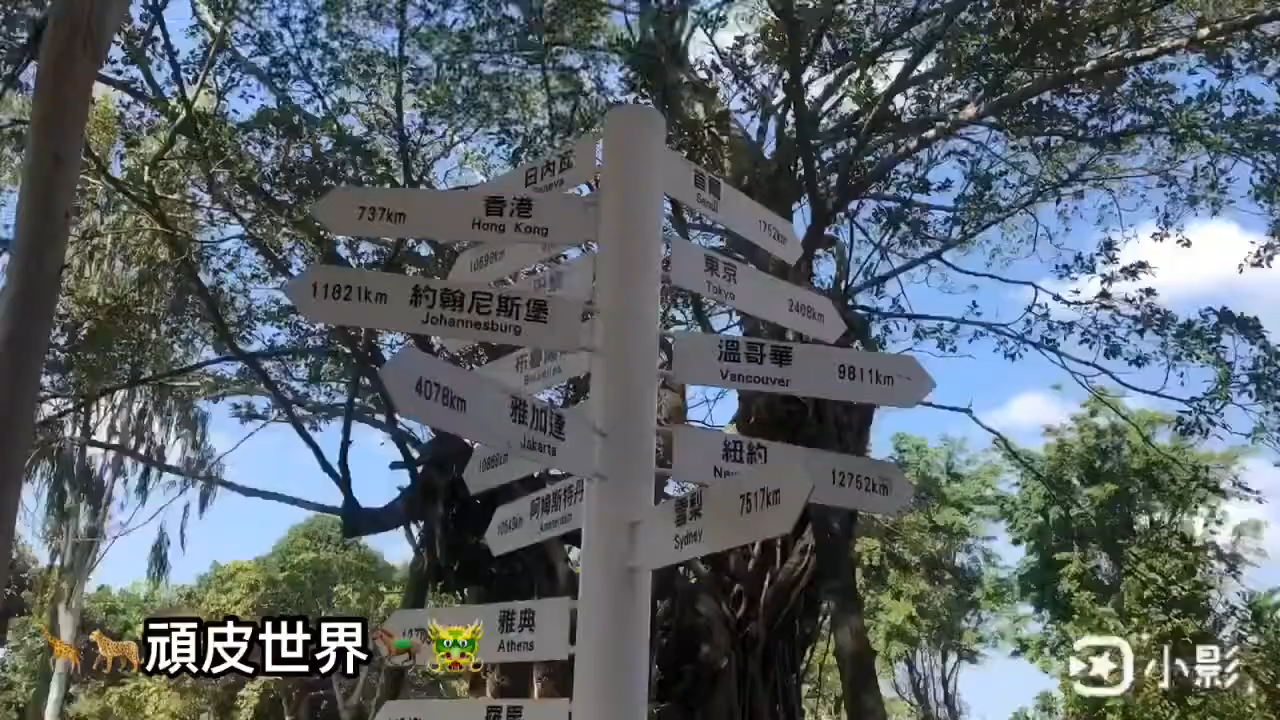 日內瓦
Geneva
香港
Hong Kong
737km
首爾
Seoul
1752km
東京
Tokyo
2408km
約翰尼斯堡
Johannesburg
11821km
溫哥華
Vancouver
9811km
雅加達
Jakarta
4078km
紐約
12752km
雪梨
Sydney
7517km
阿姆斯特丹
Amsterdam
雅典
Athens
頑皮世界
小影